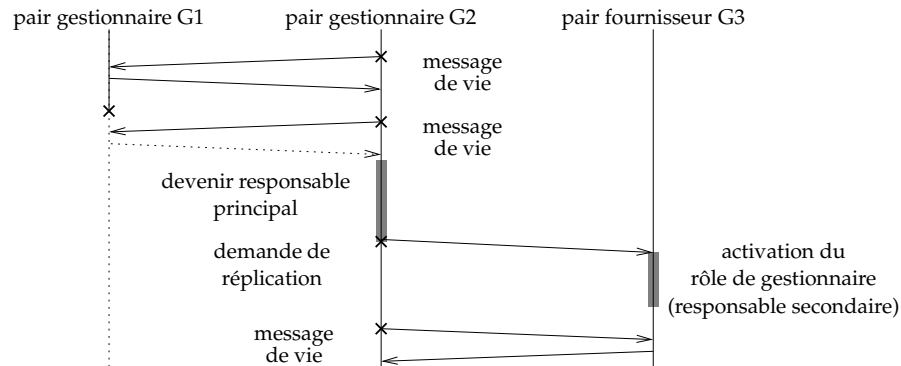 pair gestionnaire G1 pair gestionnaire G2 pair fournisseur G3
message
de vie
message
de vie
devenir responsable
principal
demande de
réplication
activation du
rôle de gestionnaire
(responsable secondaire)
message
de vie